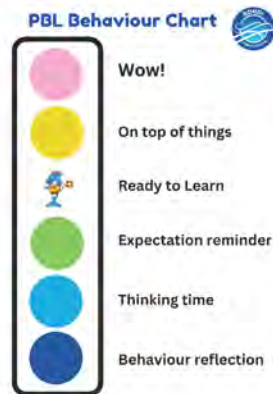 PBL Behaviour Chart
Wow!
On top of things
Ready to Learn
Expectation reminder
Thinking time
Behaviour reflection